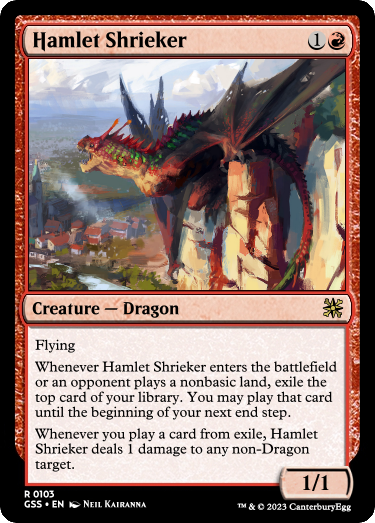 Hamlet Shrieker 1
Creature — Dragon
Flying
Whenever Hamlet Shrieker enters the battlefield
or an opponent plays a nonbasic land, exile the
top card of your library. You may play that card
until the beginning of your next end step.
Whenever you play a card from exile, Hamlet
Shrieker deals 1 damage to any non-Dragon
target.
1/1
R 0103
GSS • EN Neil Kairanna
™ & © 2023 CanterburyEgg